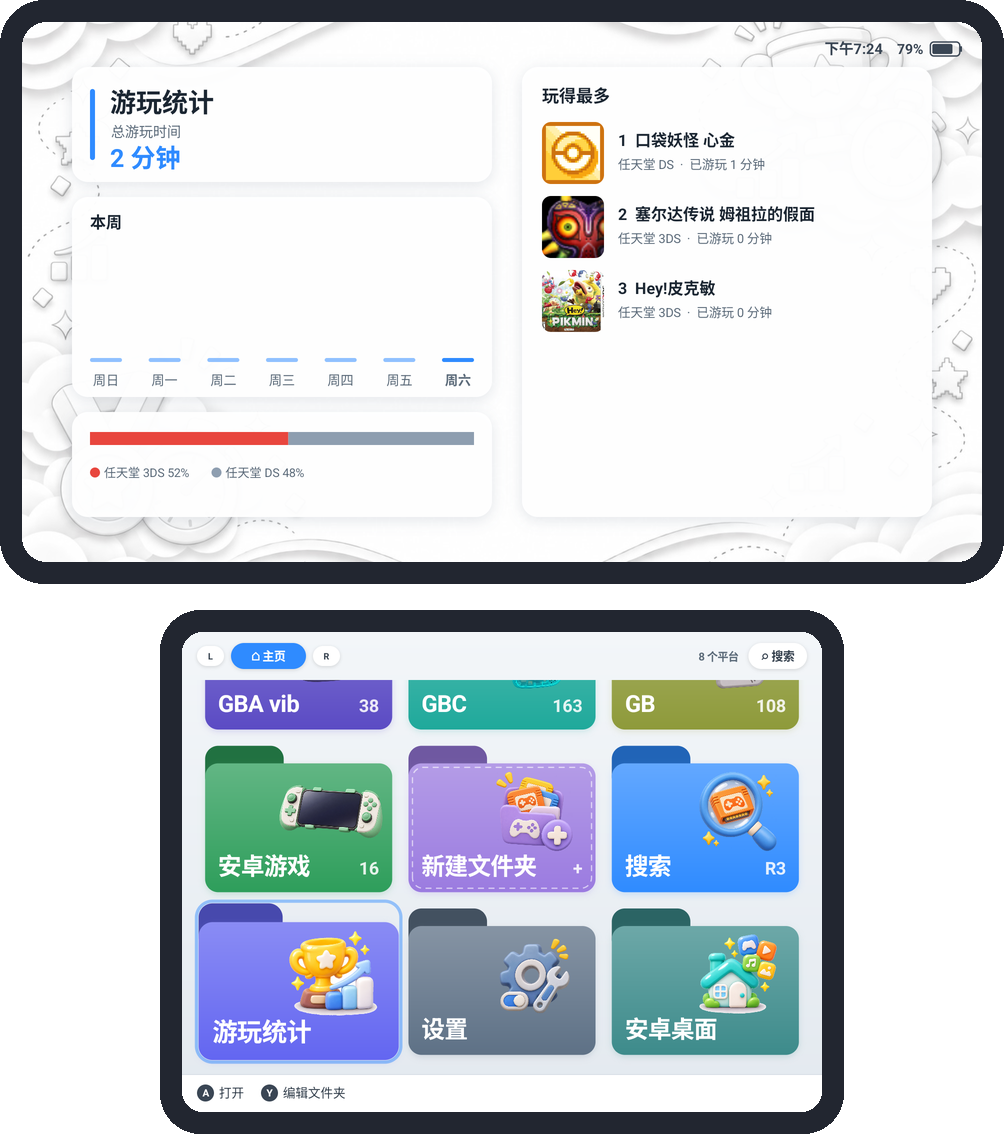 下午7:24 79%
游玩统计
总游玩时间
2 分钟
本周
周日 周一 周二 周三 周四 周五 周六
任天堂 3DS 52% 任天堂 DS 48%
玩得最多
1 口袋妖怪 心金
任天堂 DS · 已游玩 1 分钟
2 塞尔达传说 姆祖拉的假面
任天堂 3DS · 已游玩 0 分钟
3 Hey!皮克敏
任天堂 3DS · 已游玩 0 分钟
Hey!
PIKMIN
L 主页 R 8 个平台 搜索
GBA vib 38 GBC 163 GB 108
安卓游戏 16 新建文件夹 + 搜索 R3
游玩统计 设置 安卓桌面
A 打开 Y 编辑文件夹